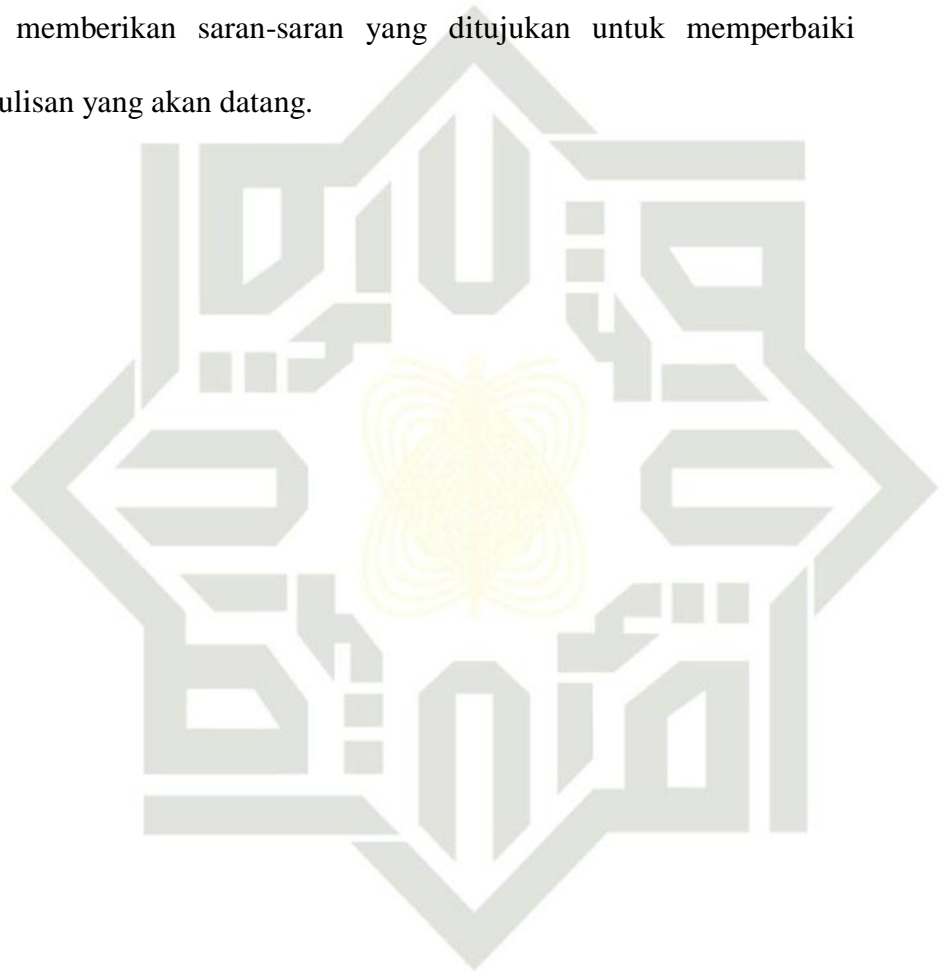 memberikan saran-saran yang ditujukan untuk memperbaiki
ulisan yang akan datang.